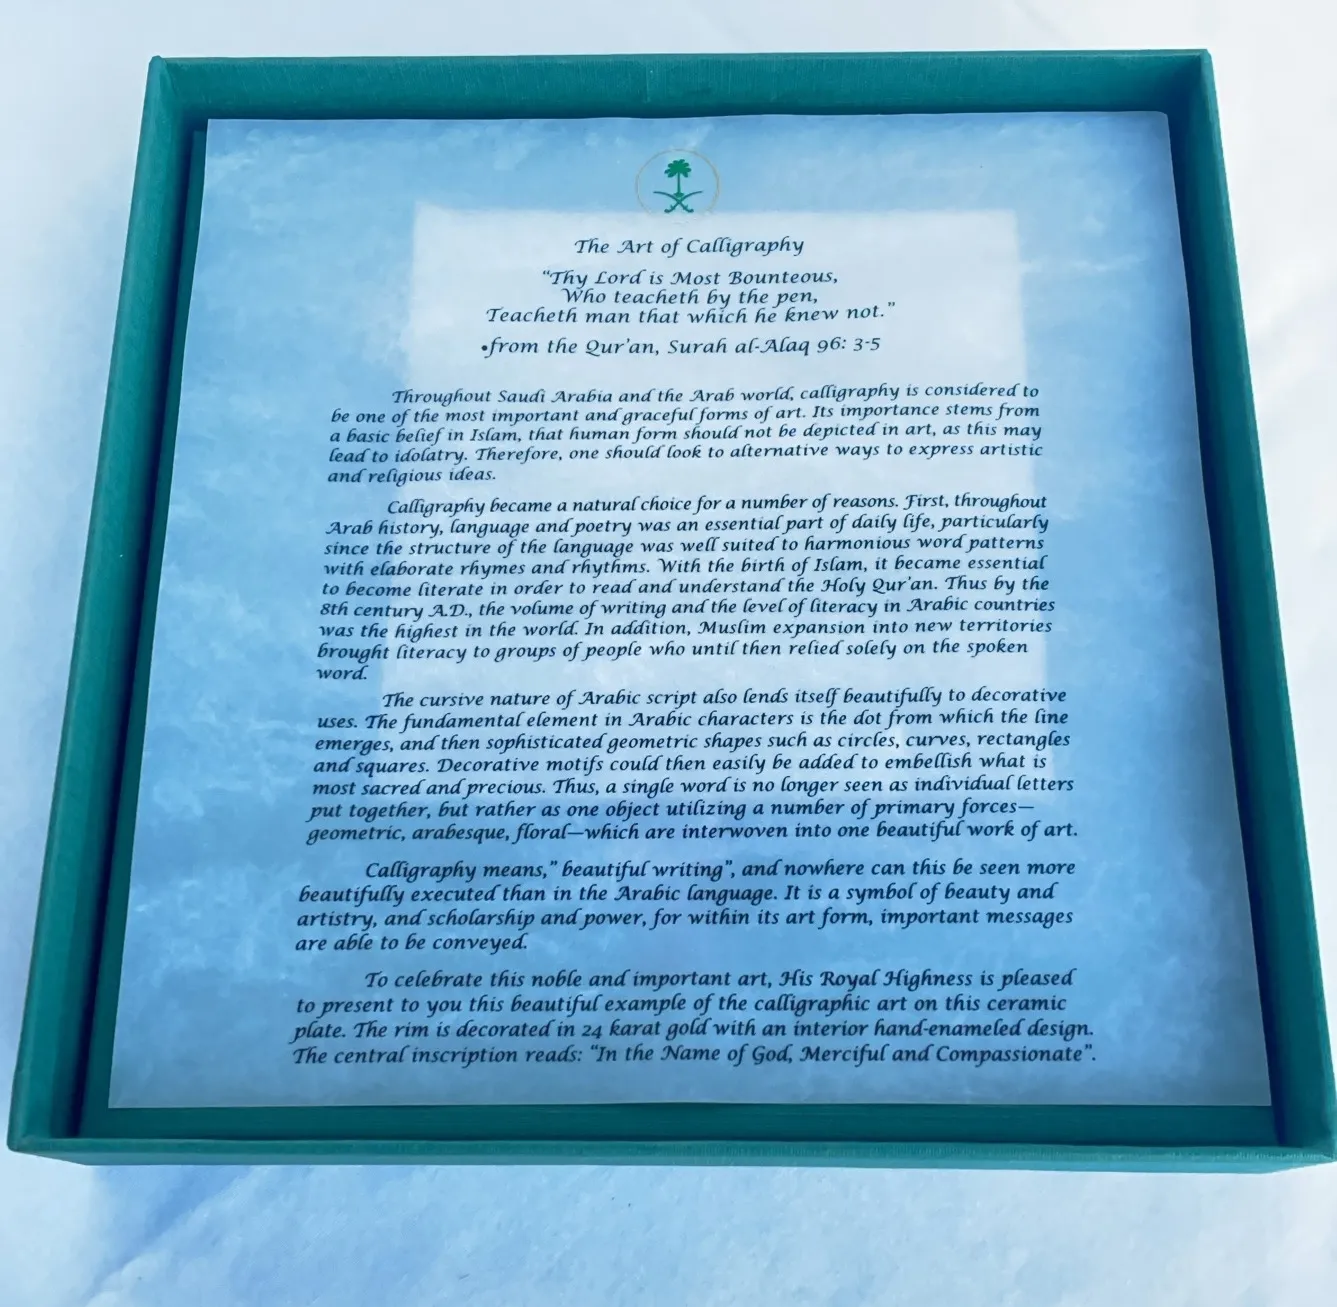 The Art of Calligraphy
"Thy Lord is Most Bounteous,
Who teacheth by the pen,
Teacheth man that which he knew not."
•from the Qur'an, Surah al-Alaq 96: 3-5
Throughout Saudi Arabia and the Arab world, calligraphy is considered to
be one of the most important and graceful forms of art. Its importance stems from
a basic belief in Islam, that human form should not be depicted in art, as this may
lead to idolatry. Therefore, one should look to alternative ways to express artistic
and religious ideas.
Calligraphy became a natural choice for a number of reasons. First, throughout
Arab history, language and poetry was an essential part of daily life, particularly
since the structure of the language was well suited to harmonious word patterns
with elaborate rhymes and rhythms. With the birth of Islam, it became essential
to become literate in order to read and understand the Holy Qur'an. Thus by the
8th century A.D., the volume of writing and the level of literacy in Arabic countries
was the highest in the world. In addition, Muslim expansion into new territories
brought literacy to groups of people who until then relied solely on the spoken
word.
The cursive nature of Arabic script also lends itself beautifully to decorative
uses. The fundamental element in Arabic characters is the dot from which the line
emerges, and then sophisticated geometric shapes such as circles, curves, rectangles
and squares. Decorative motifs could then easily be added to embellish what is
most sacred and precious. Thus, a single word is no longer seen as individual letters
put together, but rather as one object utilizing a number of primary forces—
geometric, arabesque, floral—which are interwoven into one beautiful work of art.
Calligraphy means," beautiful writing", and nowhere can this be seen more
beautifully executed than in the Arabic language. It is a symbol of beauty and
artistry, and scholarship and power, for within its art form, important messages
are able to be conveyed.
To celebrate this noble and important art, His Royal Highness is pleased
to present to you this beautiful example of the calligraphic art on this ceramic
plate. The rim is decorated in 24 karat gold with an interior hand-enameled design.
The central inscription reads: "In the Name of God, Merciful and Compassionate".